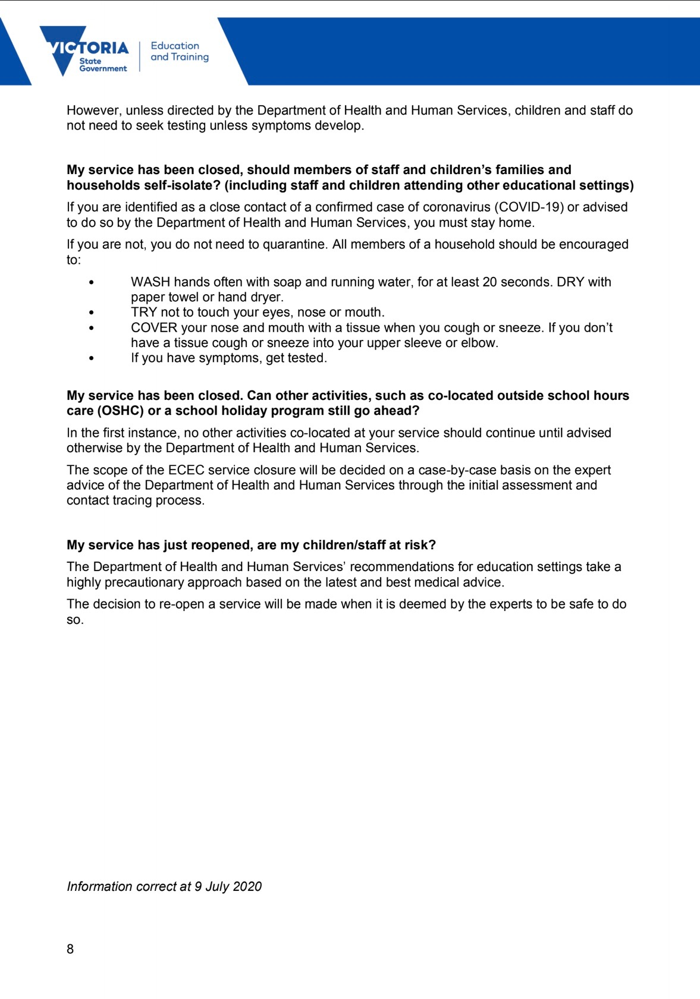 VICTORIA
State
Government
Education
and Training
However, unless directed by the Department of Health and Human Services, children and staff do
not need to seek testing unless symptoms develop.
My service has been closed, should members of staff and children’s families and
households self-isolate? (including staff and children attending other educational settings)
If you are identified as a close contact of a confirmed case of coronavirus (COVID-19) or advised
to do so by the Department of Health and Human Services, you must stay home.
If you are not, you do not need to quarantine. All members of a household should be encouraged
to:
• WASH hands often with soap and running water, for at least 20 seconds. DRY with
paper towel or hand dryer.
• TRY not to touch your eyes, nose or mouth.
• COVER your nose and mouth with a tissue when you cough or sneeze. If you don’t
have a tissue cough or sneeze into your upper sleeve or elbow.
• If you have symptoms, get tested.
My service has been closed. Can other activities, such as co-located outside school hours
care (OSHC) or a school holiday program still go ahead?
In the first instance, no other activities co-located at your service should continue until advised
otherwise by the Department of Health and Human Services.
The scope of the ECEC service closure will be decided on a case-by-case basis on the expert
advice of the Department of Health and Human Services through the initial assessment and
contact tracing process.
My service has just reopened, are my children/staff at risk?
The Department of Health and Human Services’ recommendations for education settings take a
highly precautionary approach based on the latest and best medical advice.
The decision to re-open a service will be made when it is deemed by the experts to be safe to do
so.
Information correct at 9 July 2020
8